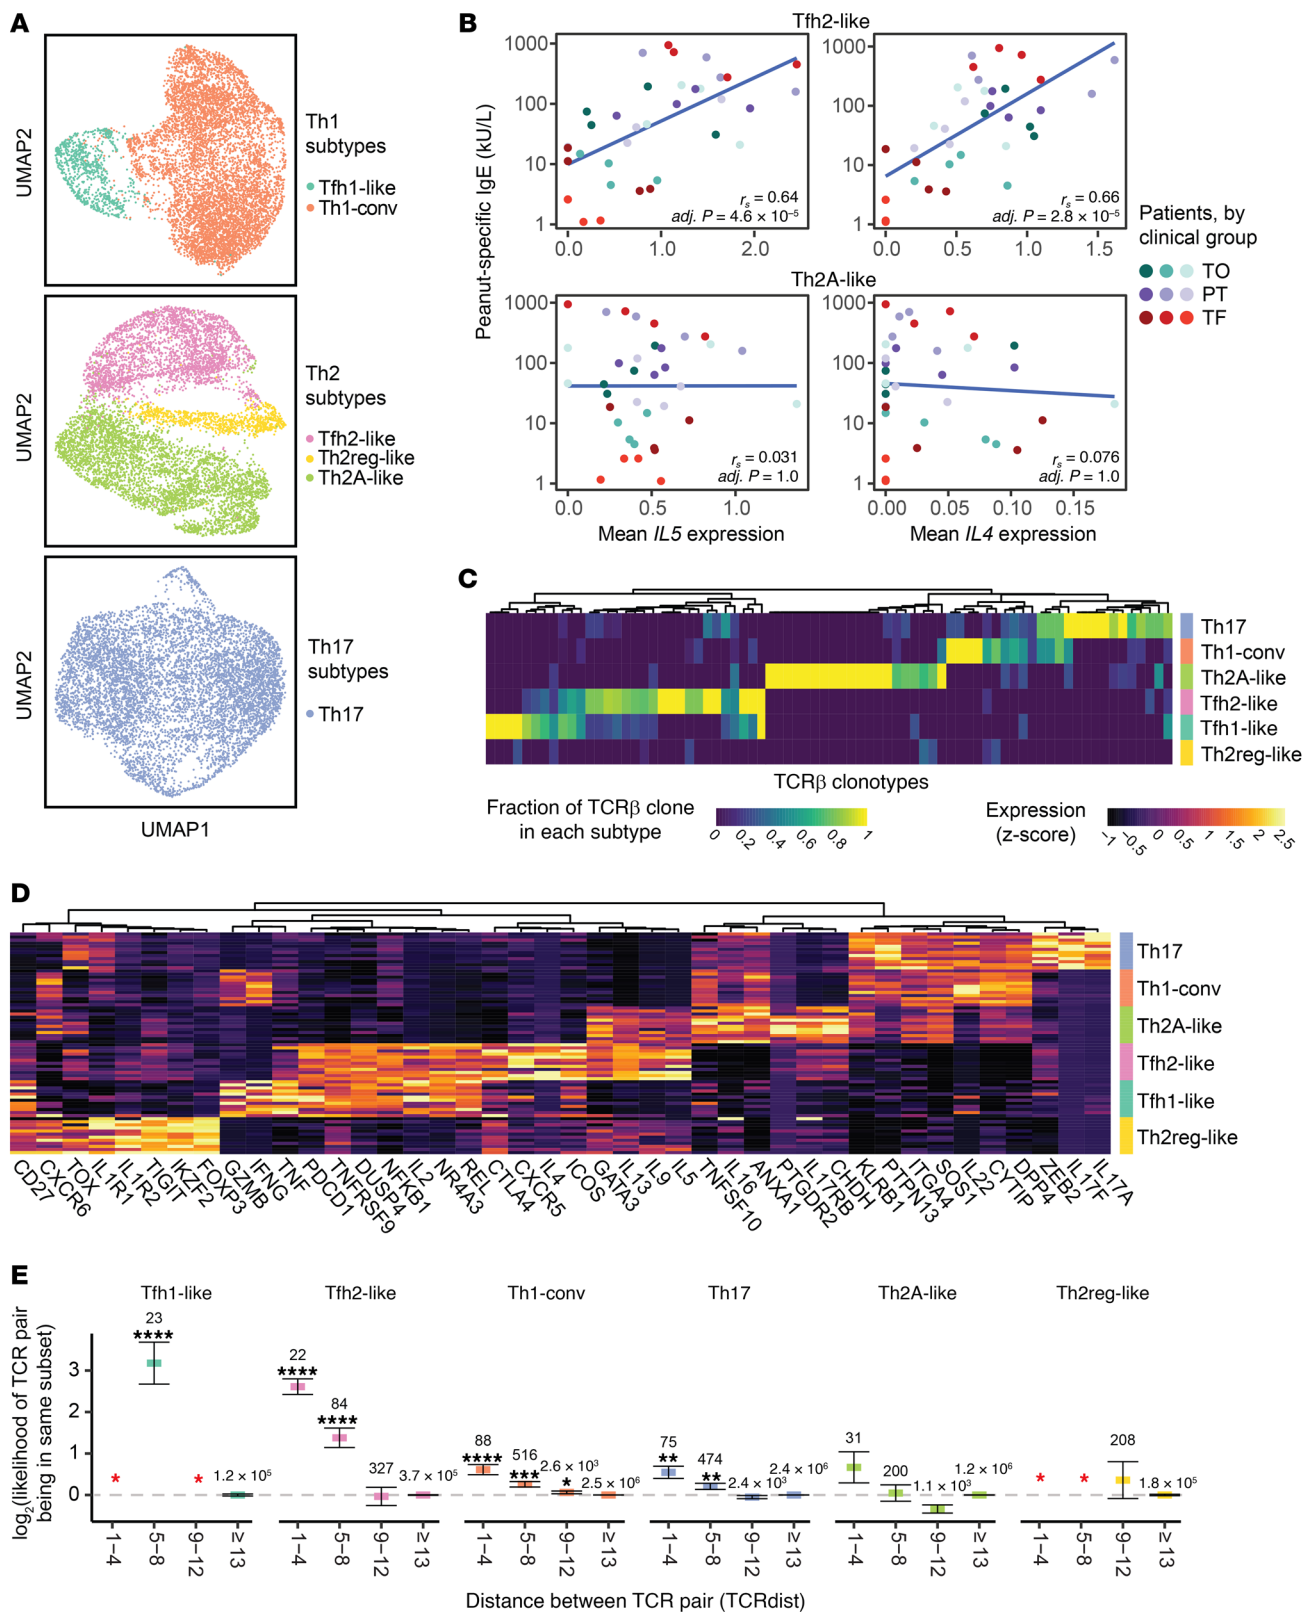 A
UMAP2
Th1
subtypes
Tfh1-like
Th1-conv
UMAP2
Th2
subtypes
Tfh2-like
Th2reg-like
Th2A-like
UMAP2
Th17
subtypes
Th17
UMAP1
B
Tfh2-like
Peanut-specific IgE (kU/L)
1000
100
10
1
rs = 0.64
adj. P = 4.6 × 10−5
0.0 1.0 2.0
1000
100
10
1
rs = 0.66
adj. P = 2.8 × 10−5
0.0 0.5 1.0 1.5
Th2A-like
1000
100
10
1
rs = 0.031
adj. P = 1.0
0.0 0.5 1.0
Mean IL5 expression
1000
100
10
1
rs = 0.076
adj. P = 1.0
0.00 0.05 0.10 0.15
Mean IL4 expression
Patients, by
clinical group
TO
PT
TF
C
Th17
Th1-conv
Th2A-like
Tfh2-like
Tfh1-like
Th2reg-like
TCRβ clonotypes
Fraction of TCRβ clone
in each subtype
0 0.2 0.4 0.6 0.8 1
Expression
(z-score)
−1 −0.5 0 0.5 1 1.5 2 2.5
D
Th17
Th1-conv
Th2A-like
Tfh2-like
Tfh1-like
Th2reg-like
CD27
CXCR6
TOX
IL1R1
IL1R2
TIGIT
IKZF2
FOXP3
GZMB
IFNG
TNF
PDCD1
TNFRSF9
DUSP4
NFKB1
IL2
NR4A3
REL
CTLA4
CXCR5
IL4
ICOS
GATA3
IL13
IL9
IL5
TNFSF10
IL16
ANXA1
PTGDR2
IL17RB
CHDH
KLRB1
PTPN13
ITGA4
SOS1
IL22
CYTIP
DPP4
ZEB2
IL17F
IL17A
E
log2(likelihood of TCR pair
being in same subset)
3
2
1
0
Tfh1-like
*
23
****
*
1.2 × 10⁵
1−4 5−8 9−12 ≥ 13
Tfh2-like
22
****
84
****
327
3.7 × 10⁵
1−4 5−8 9−12 ≥ 13
Th1-conv
88
****
516
***
2.6 × 10³
*
2.5 × 10⁶
1−4 5−8 9−12 ≥ 13
Th17
75
**
474
**
2.4 × 10³
2.4 × 10⁶
1−4 5−8 9−12 ≥ 13
Th2A-like
31
200
1.1 × 10³
1.2 × 10⁶
1−4 5−8 9−12 ≥ 13
Th2reg-like
*
*
208
1.8 × 10⁵
1−4 5−8 9−12 ≥ 13
Distance between TCR pair (TCRdist)